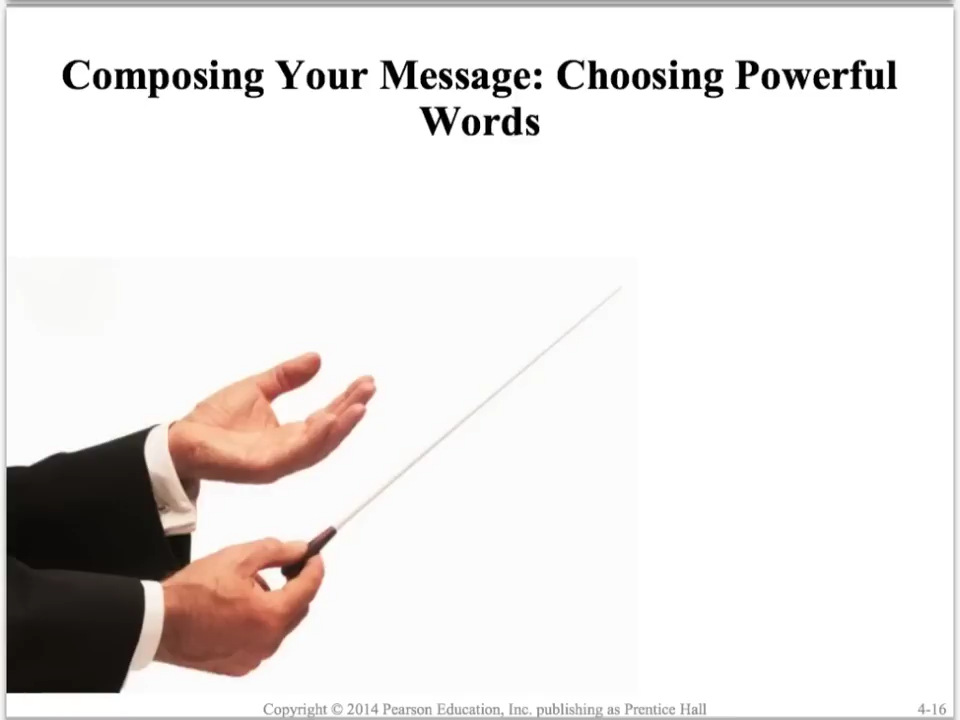 Composing Your Message: Choosing Powerful
Words
Copyright © 2014 Pearson Education, Inc. publishing as Prentice Hall
4-16